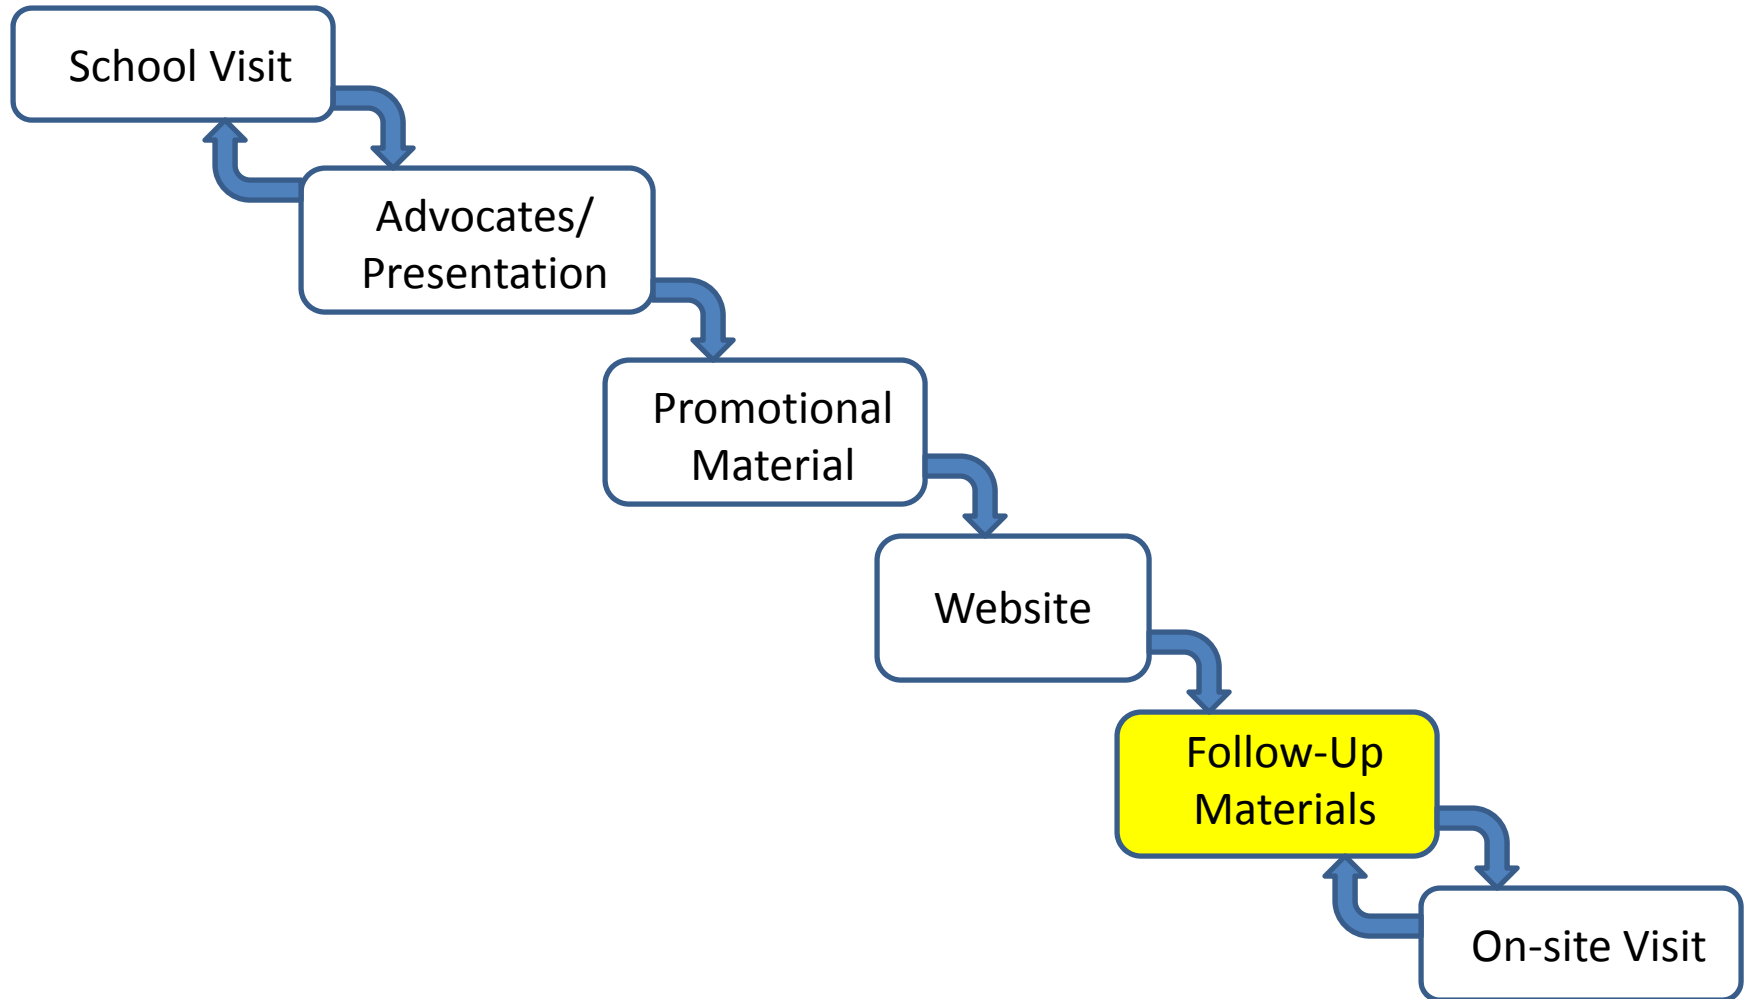 School Visit
Advocates/
Presentation
Promotional
Material
Website
Follow-Up
Materials
On-site Visit